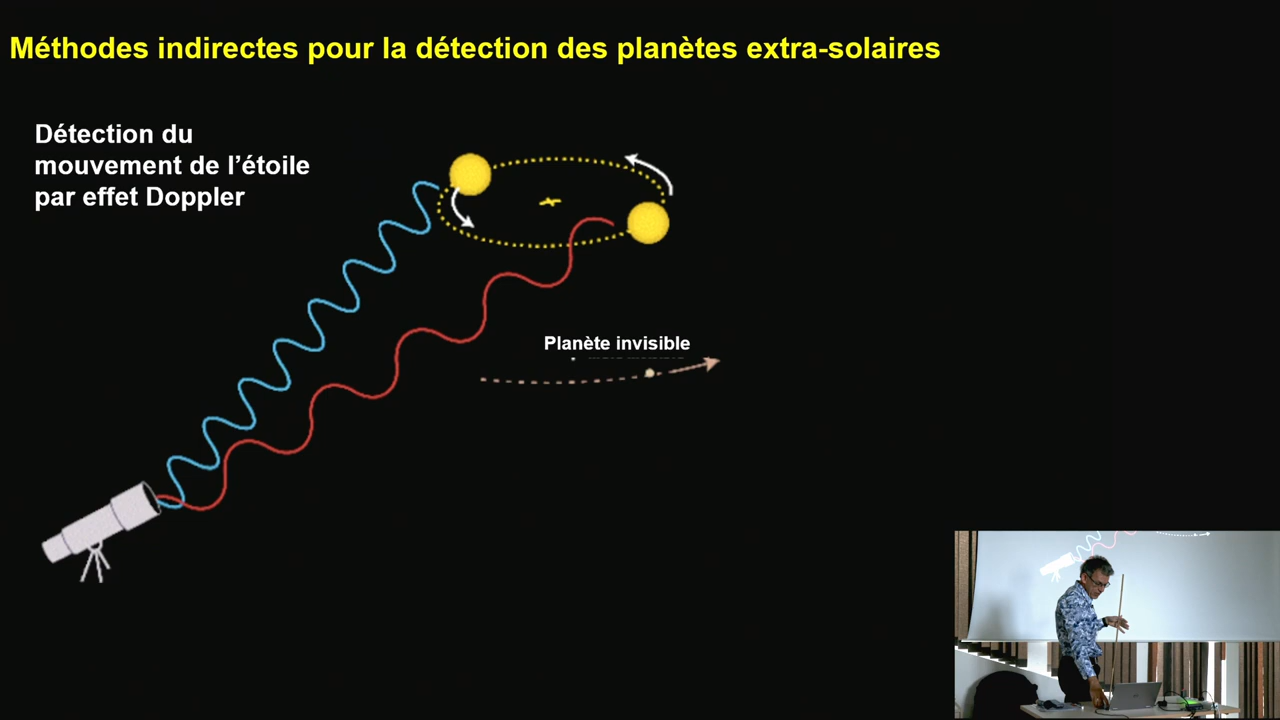 Méthodes indirectes pour la détection des planètes extra-solaires
Détection du
mouvement de l’étoile
par effet Doppler
Planète invisible